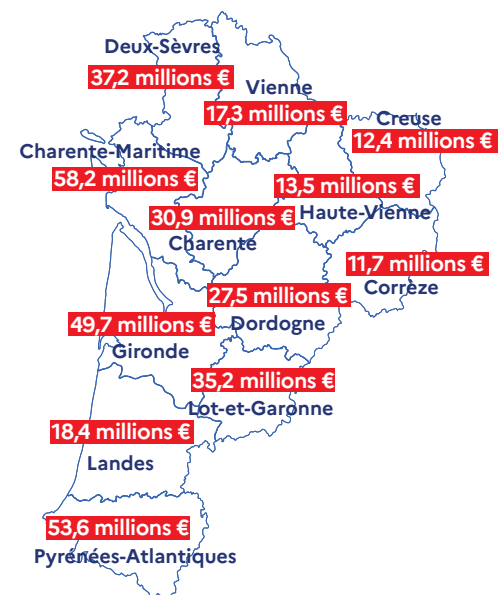 Deux-Sèvres
37,2 millions €
Vienne
17,3 millions €
Creuse
12,4 millions €
Charente-Maritime
58,2 millions €
13,5 millions €
Haute-Vienne
30,9 millions €
Charente
11,7 millions €
Corrèze
27,5 millions €
Dordogne
49,7 millions €
Gironde
35,2 millions €
Lot-et-Garonne
18,4 millions €
Landes
53,6 millions €
Pyrénées-Atlantiques